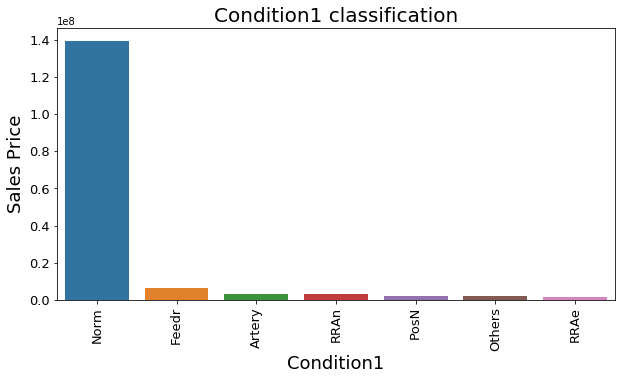 Condition1 classification
1e8
Sales Price
1.4
1.2
1.0
0.8
0.6
0.4
0.2
0.0
Norm
Feedr
Artery
RRAn
PosN
Others
RRAe
Condition1